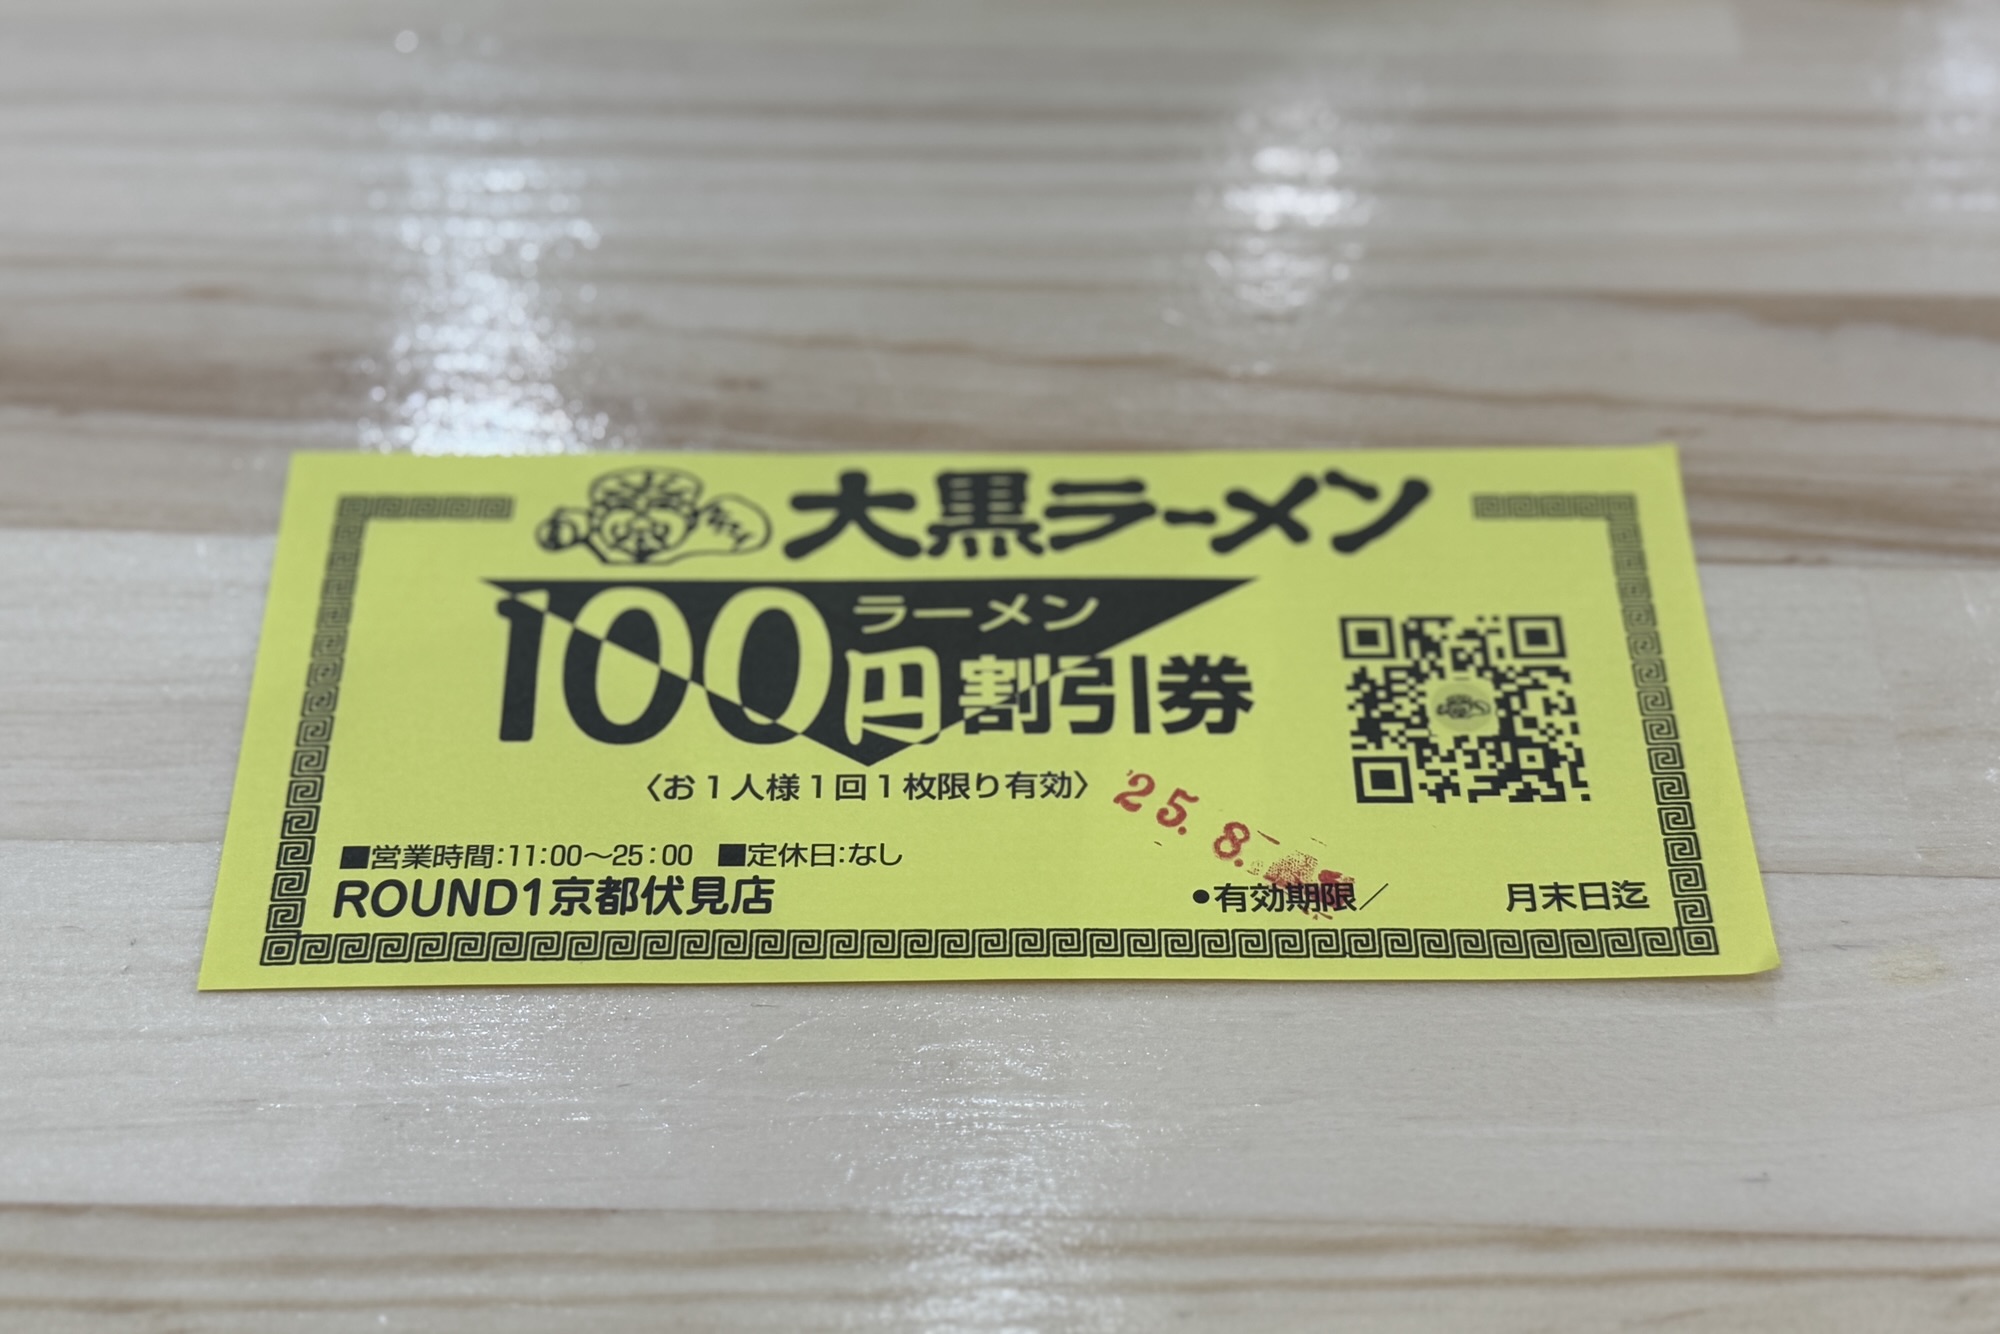 大黒ラーメン
ラーメン
100円割引券
〈お1人様1回1枚限り有効〉
25.8.
■営業時間:11:00～25:00 ■定休日:なし
ROUND1京都伏見店
●有効期限／ 月末日迄